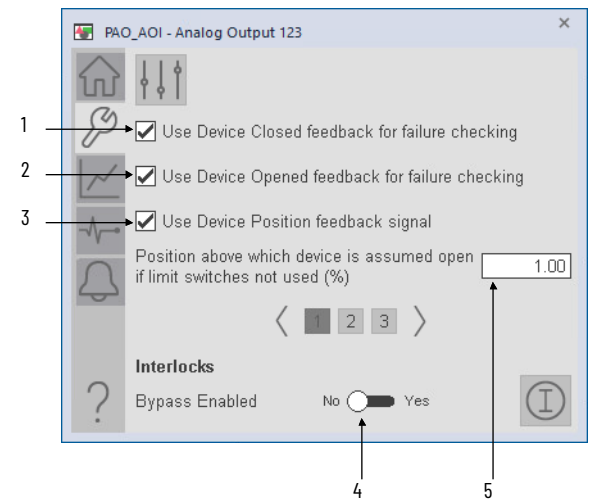 PAO_AOI - Analog Output 123
1 Use Device Closed feedback for failure checking
2 Use Device Opened feedback for failure checking
3 Use Device Position feedback signal
Position above which device is assumed open 1.00
if limit switches not used (%)
1 2 3
Interlocks
Bypass Enabled No Yes
?
4 5